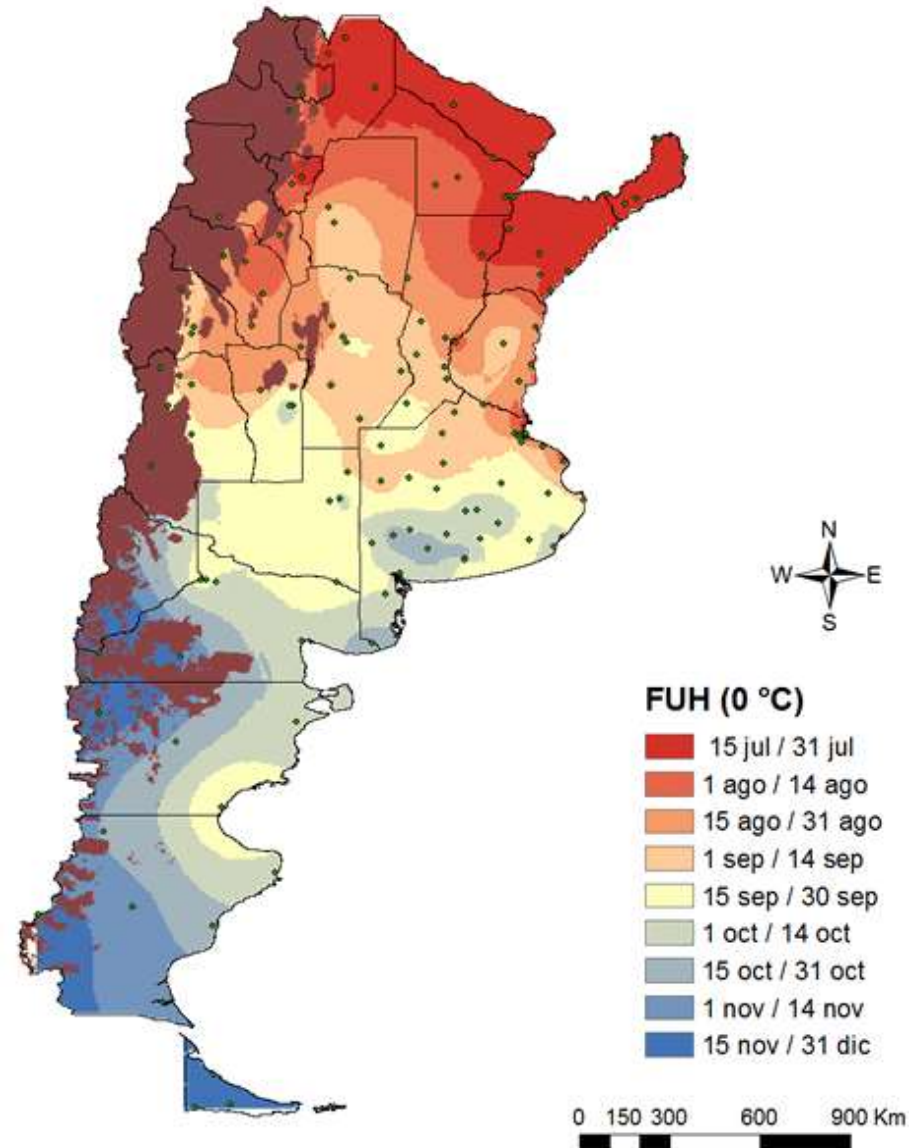 N
W E
S
FUH (0 °C)
15 jul / 31 jul
1 ago / 14 ago
15 ago / 31 ago
1 sep / 14 sep
15 sep / 30 sep
1 oct / 14 oct
15 oct / 31 oct
1 nov / 14 nov
15 nov / 31 dic
0 150 300 600 900 Km